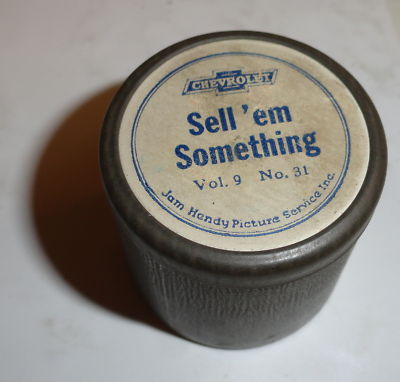 CHEVROLET
Sell 'em
Something
Vol. 9 No. 31
Jam Handy Picture Service Inc.